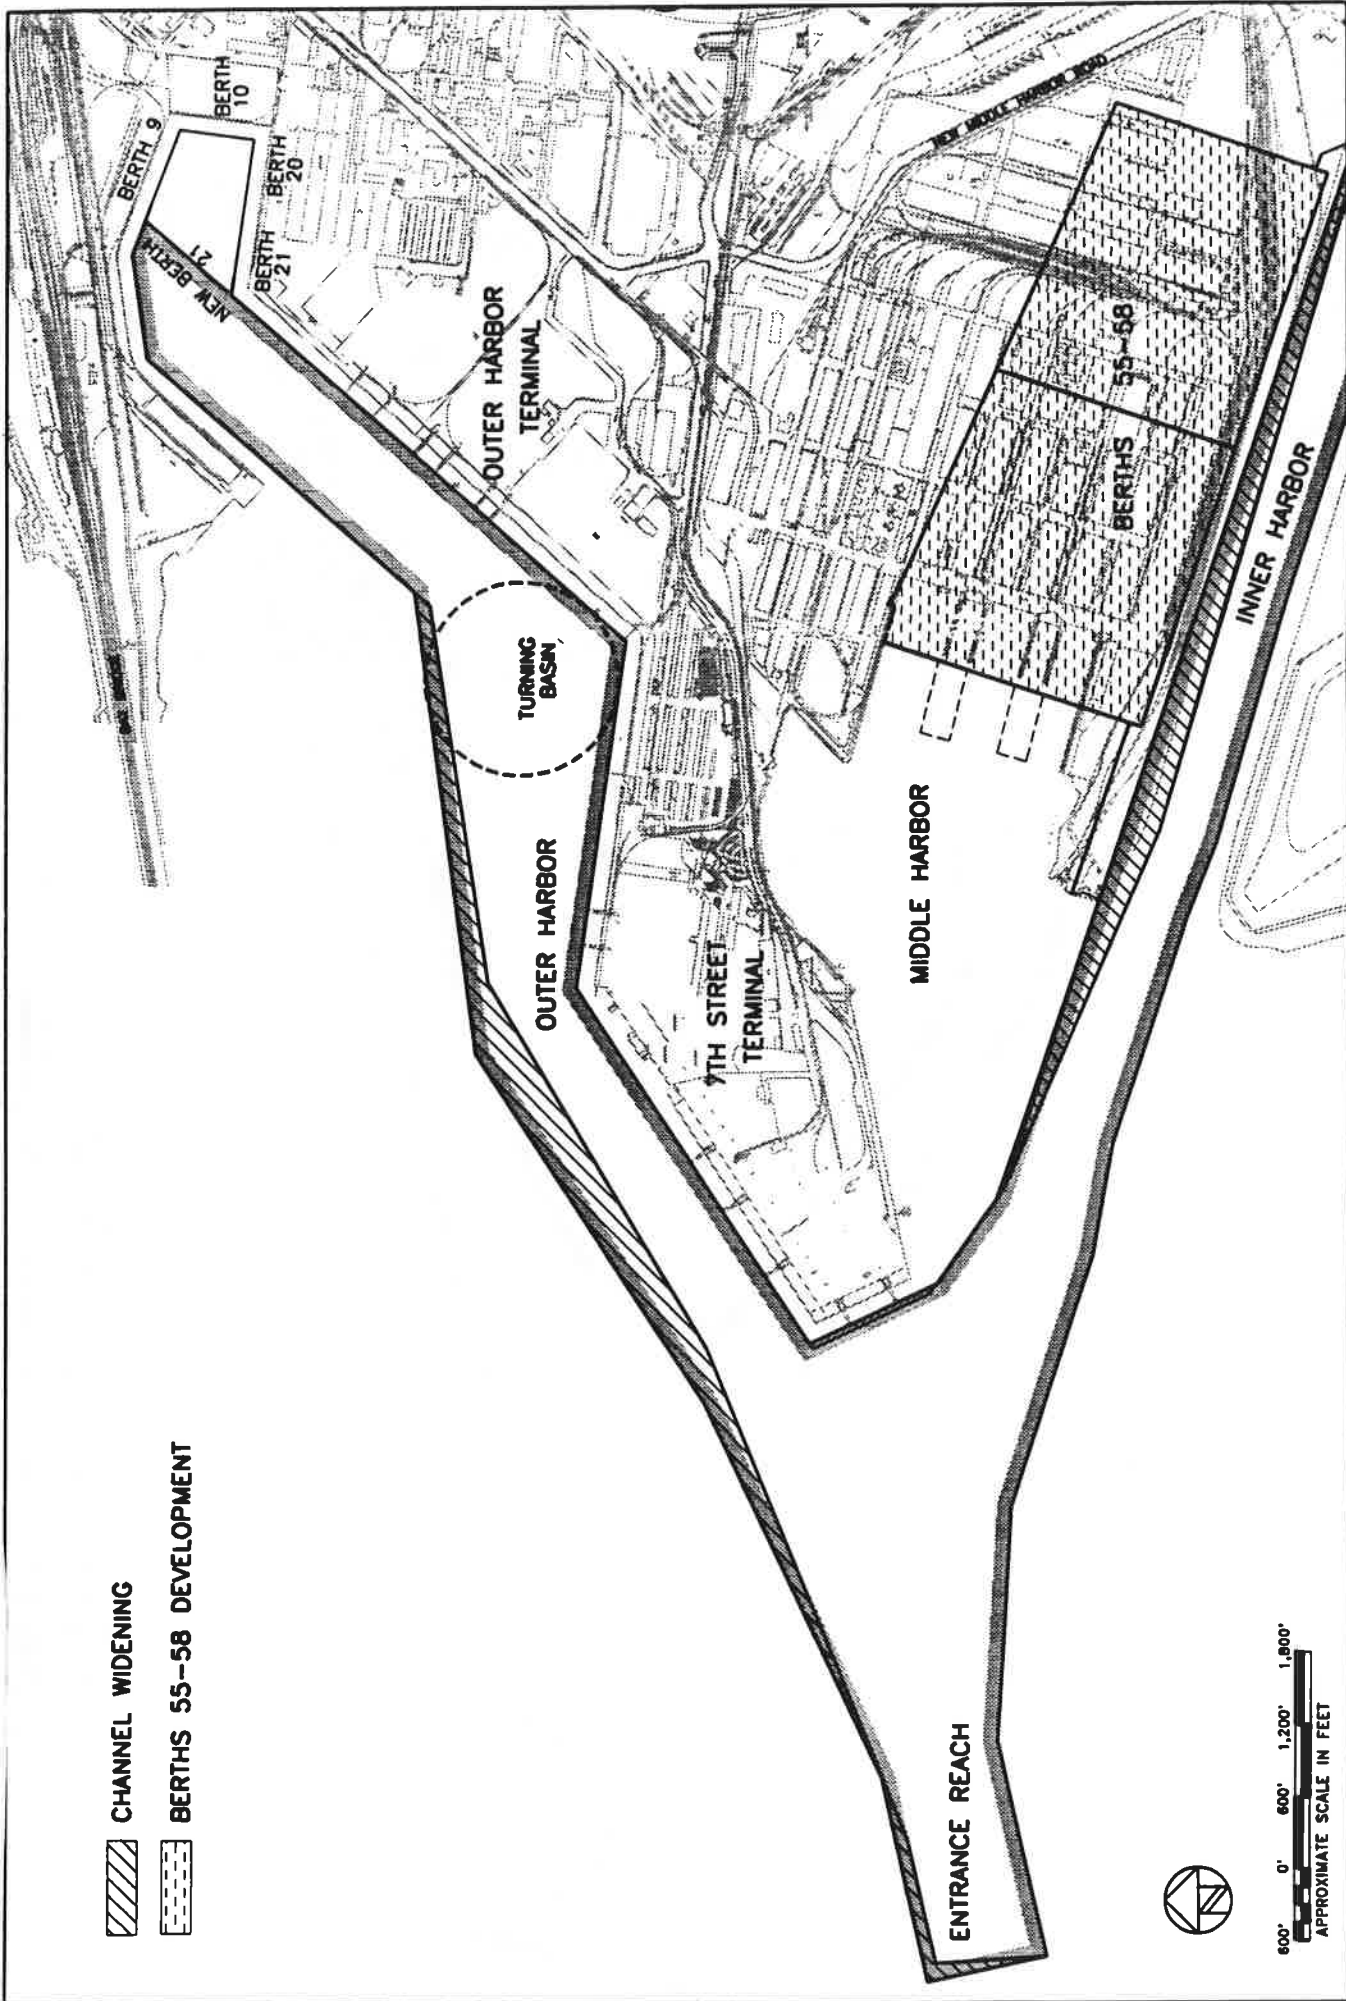 CHANNEL WIDENING
BERTHS 55-58 DEVELOPMENT
BERTH 9
BERTH
10
BERTH
20
BERTH
21
NEW BERTH
21
OUTER HARBOR
TERMINAL
NEW MIDDLE HARBOR ROAD
TURNING
BASIN
OUTER HARBOR
7TH STREET
TERMINAL
MIDDLE HARBOR
BERTHS 55-58
INNER HARBOR
ENTRANCE REACH
N
600' 0' 600' 1,200' 1,800'
APPROXIMATE SCALE IN FEET